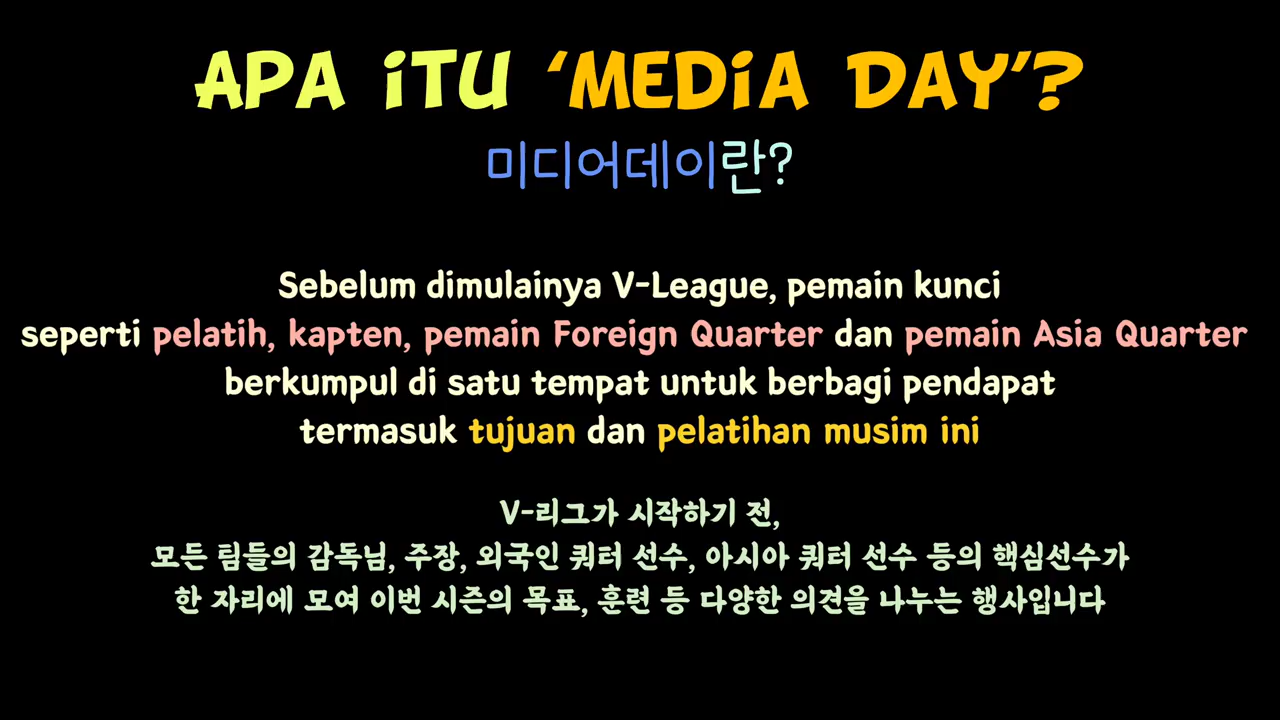 APA iTU ‘MEDiA DAY’?
미디어데이란?
Sebelum dimulainya V-League, pemain kunci
seperti pelatih, kapten, pemain Foreign Quarter dan pemain Asia Quarter
berkumpul di satu tempat untuk berbagi pendapat
termasuk tujuan dan pelatihan musim ini
V-리그가 시작하기 전,
모든 팀들의 감독님, 주장, 외국인 쿼터 선수, 아시아 쿼터 선수 등의 핵심선수가
한 자리에 모여 이번 시즌의 목표, 훈련 등 다양한 의견을 나누는 행사입니다